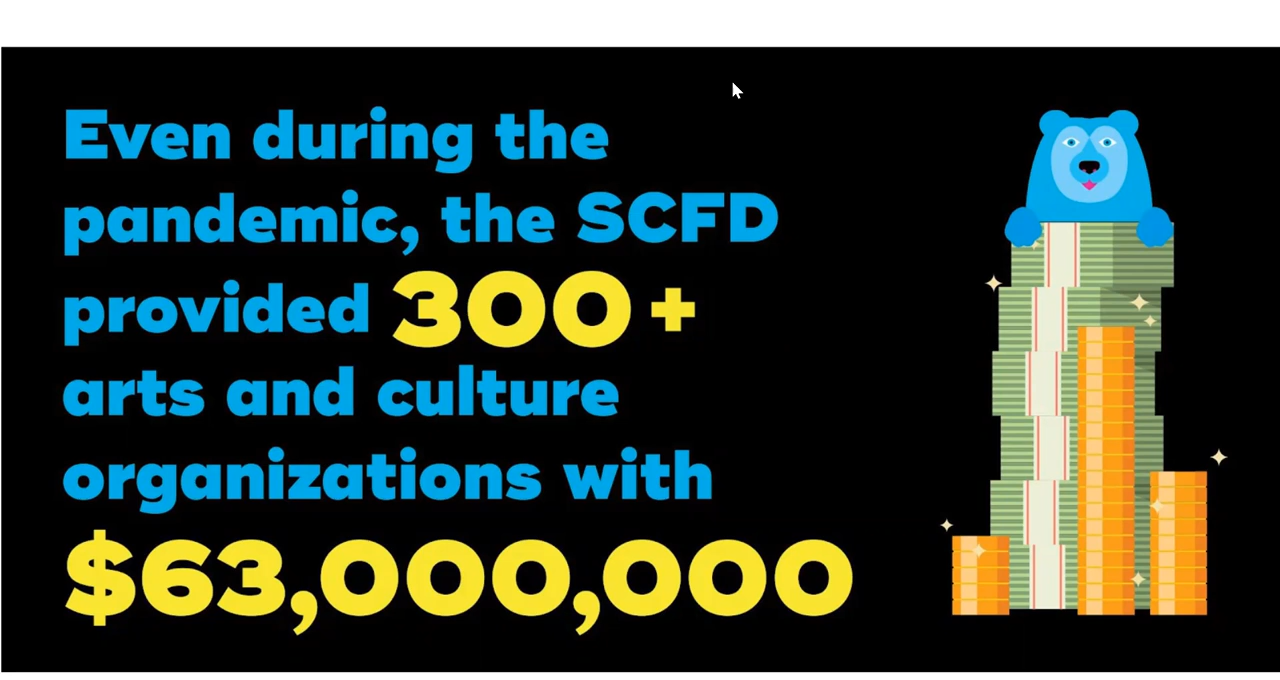 Even during the
pandemic, the SCFD
provided 300+
arts and culture
organizations with
$63,000,000